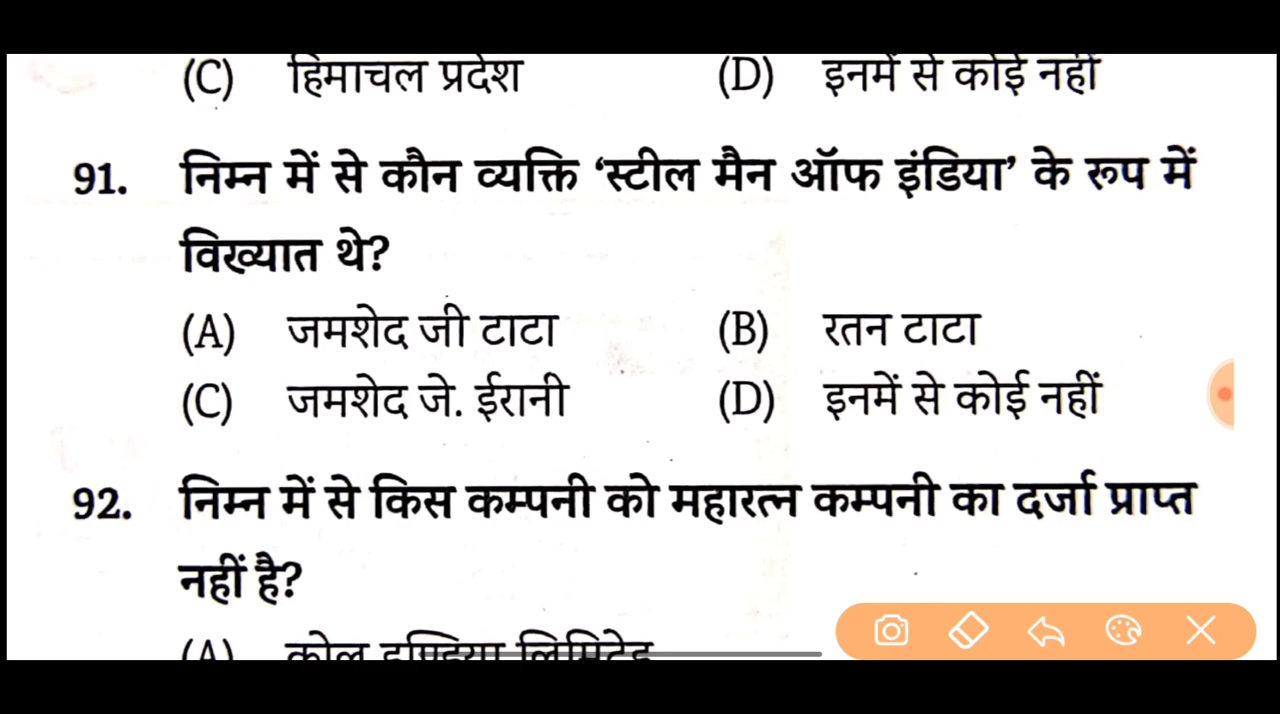 (C) हिमाचल प्रदेश (D) इनमें से कोई नहीं
91. निम्न में से कौन व्यक्ति ‘स्टील मैन ऑफ इंडिया’ के रूप में
विख्यात थे?
(A) जमशेद जी टाटा (B) रतन टाटा
(C) जमशेद जे. ईरानी (D) इनमें से कोई नहीं
92. निम्न में से किस कम्पनी को महारत्न कम्पनी का दर्जा प्राप्त
नहीं है?
(A) कोल इण्डिया लिमिटेड